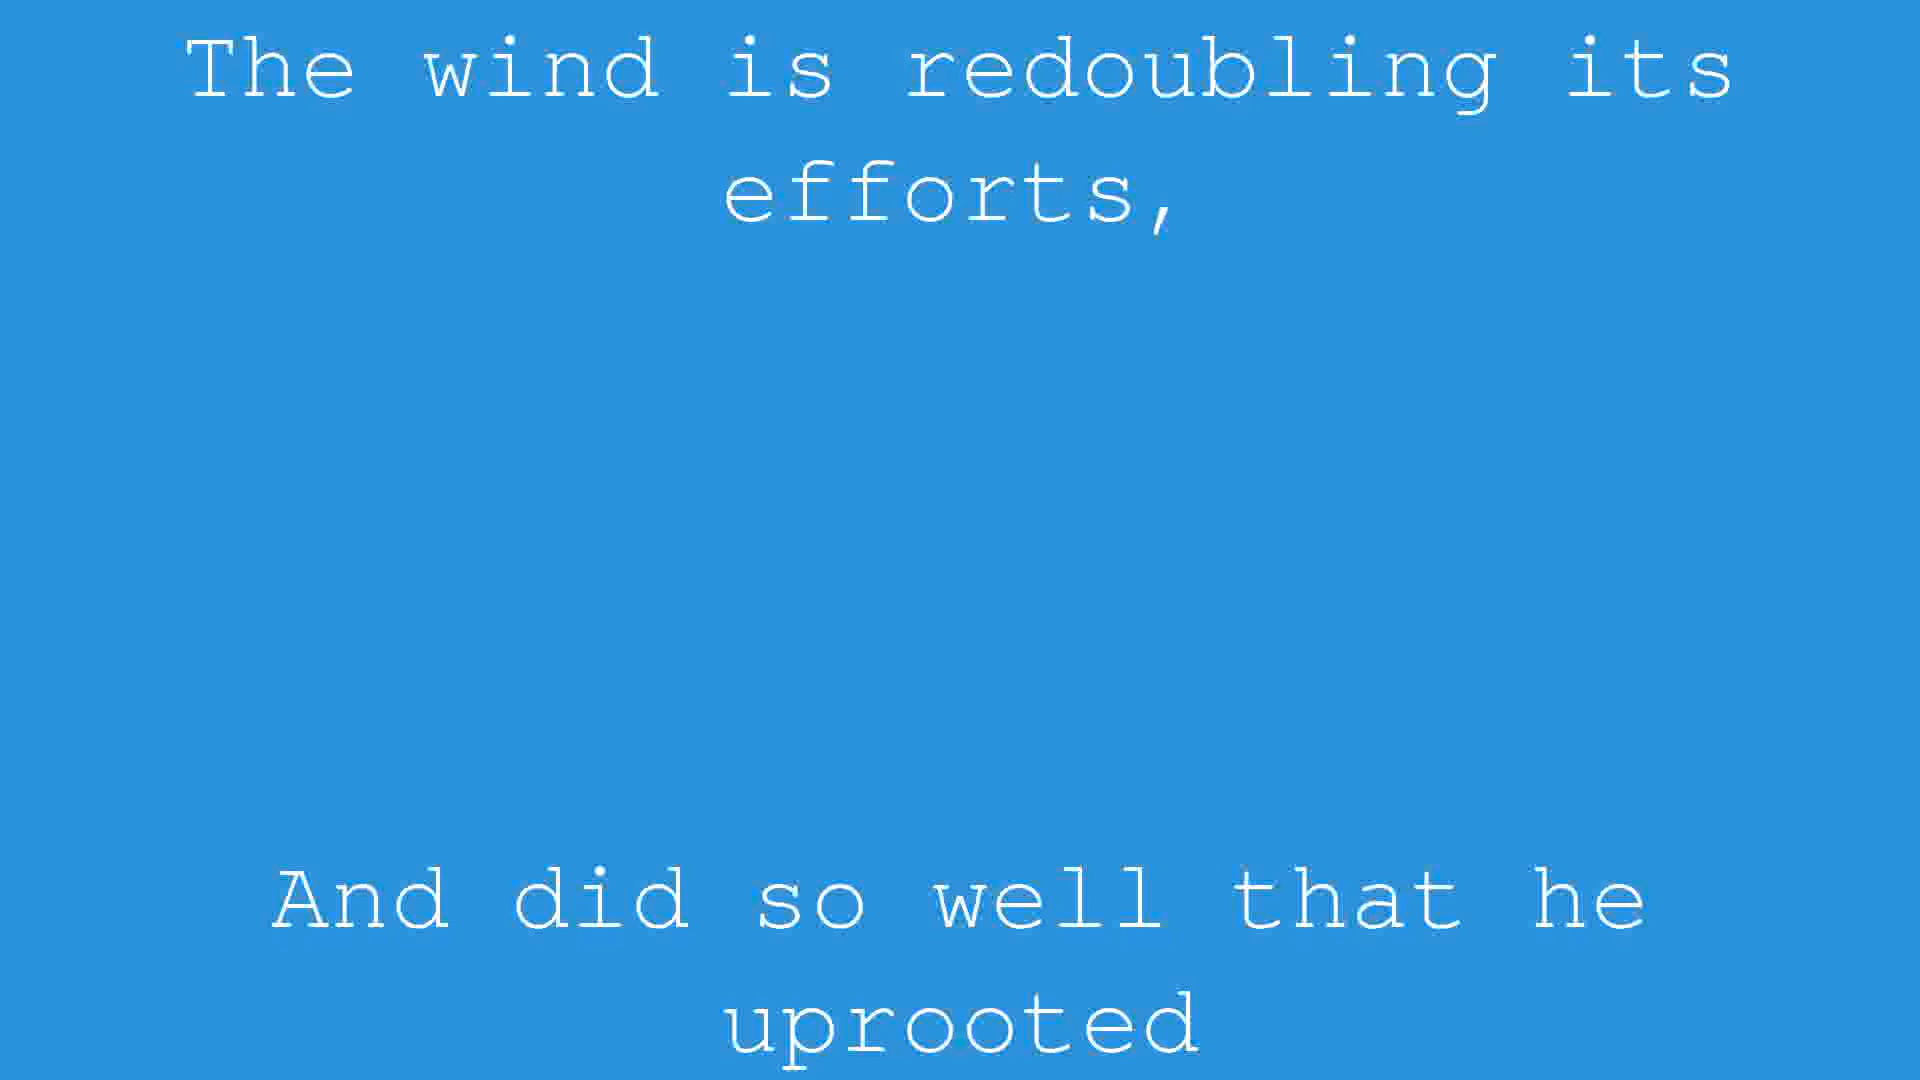 The wind is redoubling its
efforts,
And did so well that he
uprooted